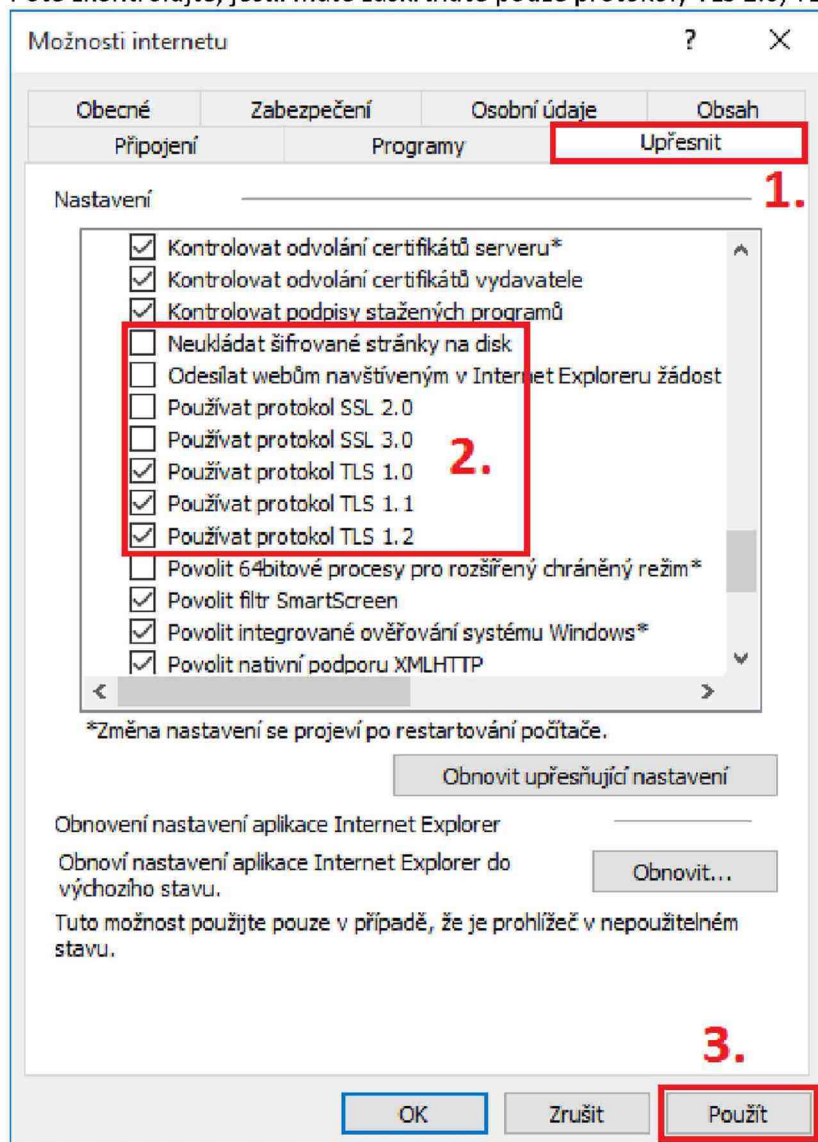 Možnosti internetu ? ×
Obecné Zabezpečení Osobní údaje Obsah
Připojení Programy Upřesnit
1.
Nastavení
Kontrolovat odvolání certifikátů serveru*
Kontrolovat odvolání certifikátů vydavatele
Kontrolovat podpisy stažených programů
Neukládat šifrované stránky na disk
Odesílat webům navštíveným v Internet Exploreru žádost
Používat protokol SSL 2.0
Používat protokol SSL 3.0
2.
Používat protokol TLS 1.0
Používat protokol TLS 1.1
Používat protokol TLS 1.2
Povolit 64bitové procesy pro rozšířený chráněný režim*
Povolit filtr SmartScreen
Povolit integrované ověřování systému Windows*
Povolit nativní podporu XMLHTTP
*Změna nastavení se projeví po restartování počítače.
Obnovit upřesňující nastavení
Obnovení nastavení aplikace Internet Explorer
Obnoví nastavení aplikace Internet Explorer do
výchozího stavu.
Obnovit...
Tuto možnost použijte pouze v případě, že je prohlížeč v nepoužitelném
stavu.
3.
OK Zrušit Použít